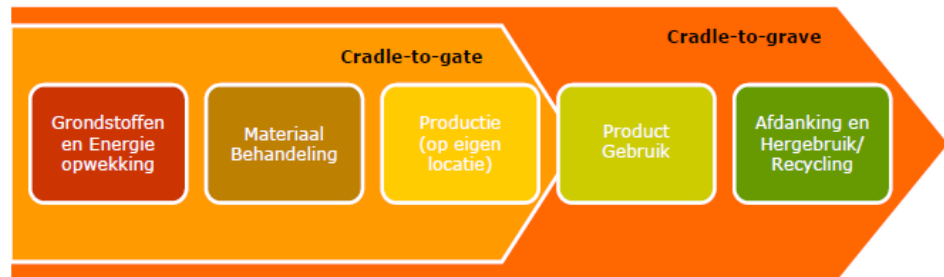 Cradle-to-grave
Cradle-to-gate
Grondstoffen
en Energie
opwekking
Materiaal
Behandeling
Productie
(op eigen
locatie)
Product
Gebruik
Afdanking en
Hergebruik/
Recycling